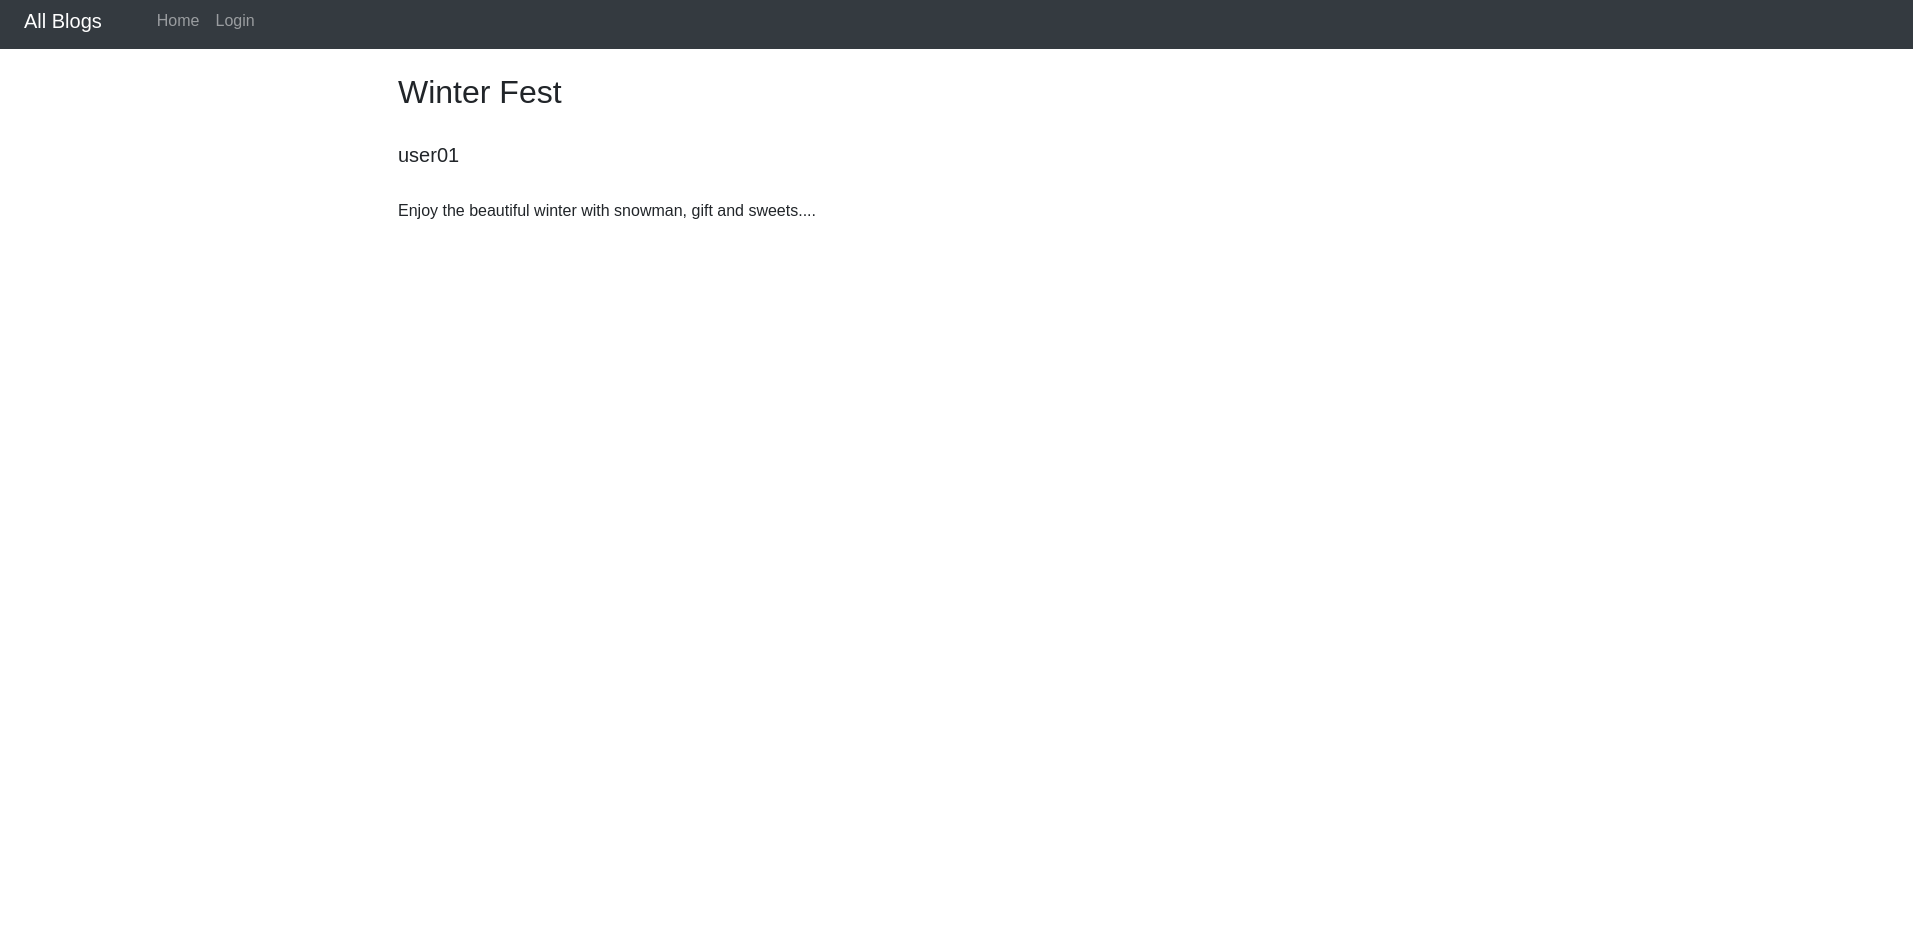 All Blogs Home Login
Winter Fest
user01
Enjoy the beautiful winter with snowman, gift and sweets....